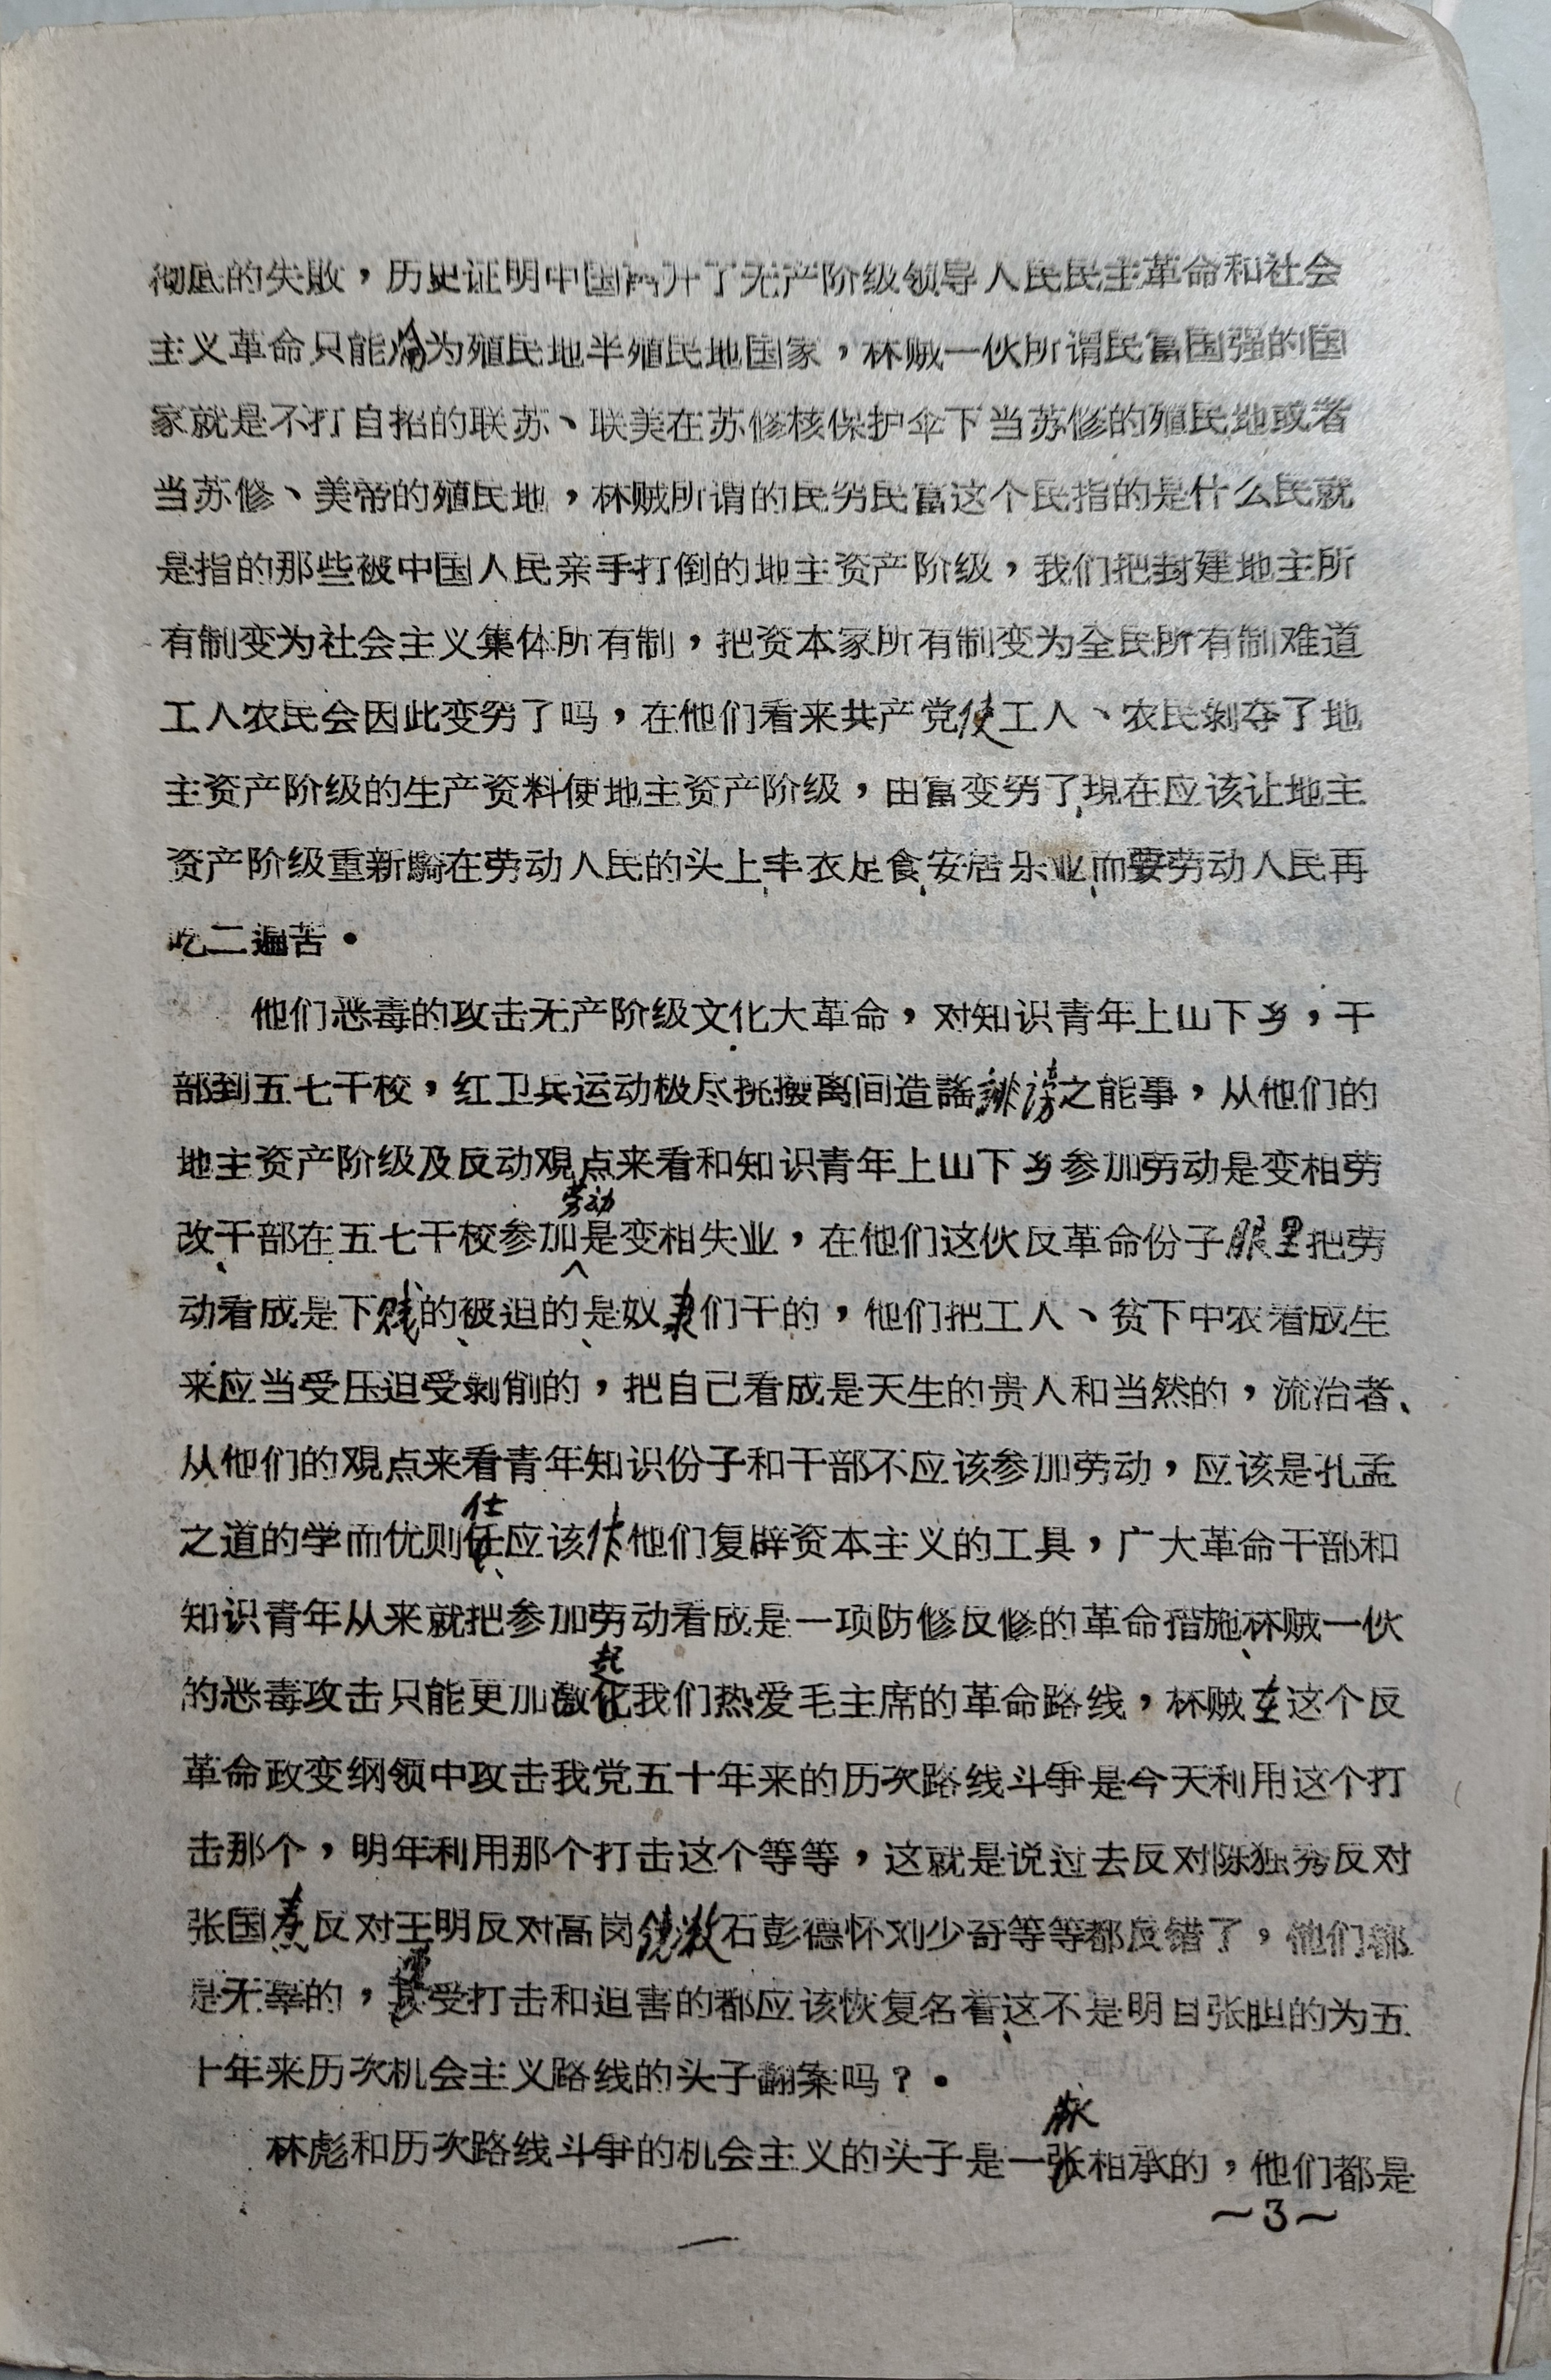 彻底的失败，历史证明中国离开了无产阶级领导人民民主革命和社会
主义革命只能沦为殖民地半殖民地国家，林贼一伙所谓民富国强的国
家就是不打自招的联苏、联美在苏修核保护伞下当苏修的殖民地或者
当苏修、美帝的殖民地，林贼所谓的民穷民富这个民指的是什么民就
是指的那些被中国人民亲手打倒的地主资产阶级，我们把封建地主所
有制变为社会主义集体所有制，把资本家所有制变为全民所有制难道
工人农民会因此变穷了吗，在他们看来共产党使工人、农民剝夺了地
主资产阶级的生产资料使地主资产阶级，由富变穷了，現在应该让地主
资产阶级重新騎在劳动人民的头上，丰衣足食，安居乐业，而要劳动人民再
吃二遍苦。
他们恶毒的攻击无产阶级文化大革命，对知识青年上山下乡，干
部到五七干校，红卫兵运动极尽挑拨离间造謠誹谤之能事，从他们的
地主资产阶级及反动观点来看和知识青年上山下乡参加劳动是变相劳
改、干部在五七干校参加劳动是变相失业，在他们这伙反革命份子眼里把劳
动看成是下贱的、被迫的、是奴隶们干的，他们把工人、贫下中农看成生
来应当受压迫受剝削的，把自己看成是天生的贵人和当然的，流治者、
从他们的观点来看青年知识份子和干部不应该参加劳动，应该是孔孟
之道的学而优则仕、应该作他们复辟资本主义的工具，广大革命干部和
知识青年从来就把参加劳动看成是一项防修反修的革命措施、林贼一伙
的恶毒攻击只能更加激起我们热爱毛主席的革命路线，林贼在这个反
革命政变纲领中攻击我党五十年来的历次路线斗争是今天利用这个打
击那个，明年利用那个打击这个等等，这就是说过去反对陈独秀反对
张国焘反对王明反对高岗饶漱石彭德怀刘少奇等等都反错了，他们都
是无辜的，受打击和迫害的都应该恢复名誉、这不是明目张胆的为五
十年来历次机会主义路线的头子翻案吗？。
林彪和历次路线斗争的机会主义的头子是一脉相承的，他们都是
～3～